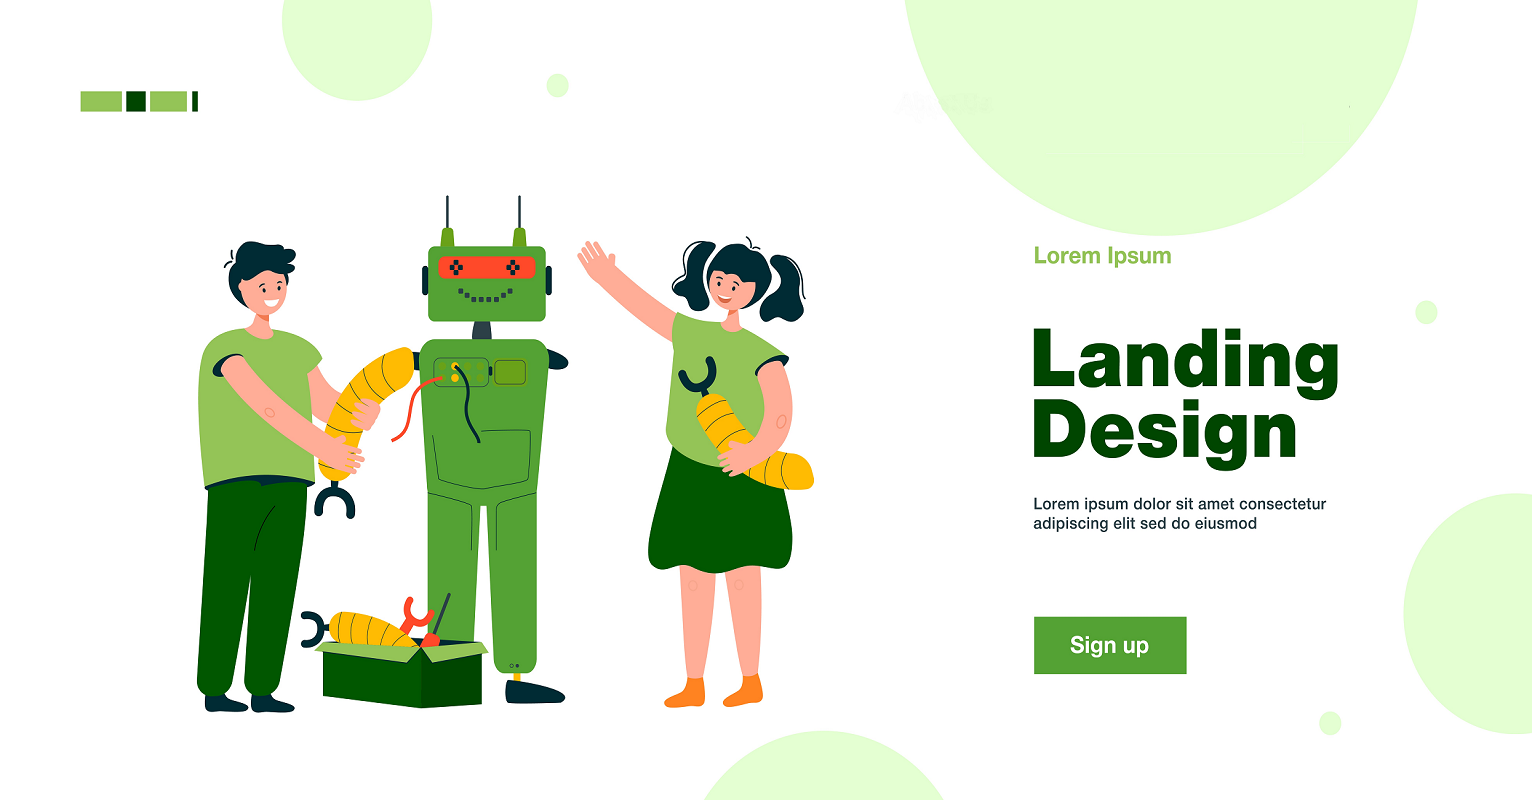 Lorem Ipsum
Landing
Design
Lorem ipsum dolor sit amet consectetur
adipiscing elit sed do eiusmod
Sign up